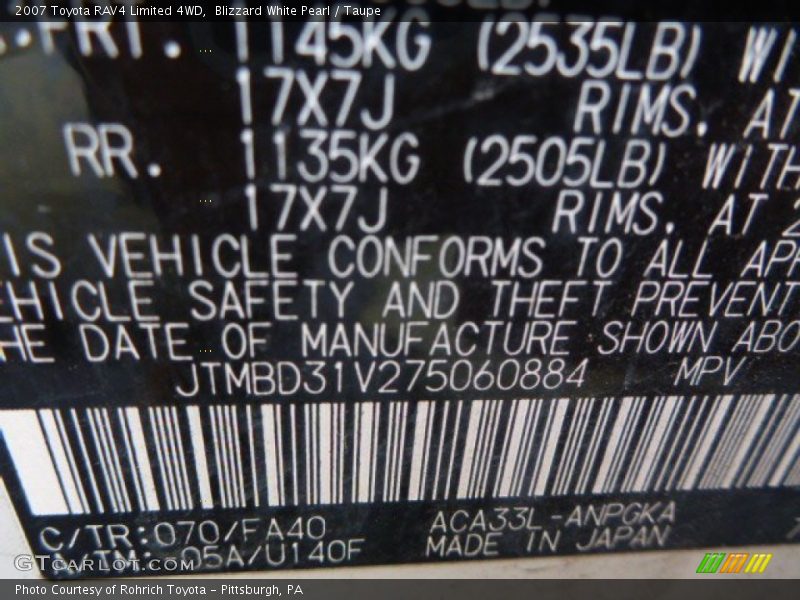 2007 Toyota RAV4 Limited 4WD, Blizzard White Pearl / Taupe
FRT. 1145KG (2535LB)
17X7J RIMS. AT
RR. 1135KG (2505LB) WITH
17X7J RIMS. AT 2
IS VEHICLE CONFORMS TO ALL APP
EHICLE SAFETY AND THEFT PREVENT
HE DATE OF MANUFACTURE SHOWN ABO
JTMBD31V275060884 MPV
C/TR:070/FA40 ACA33L-ANPGKA
05A/U140F MADE IN JAPAN
GTCarLot.com
Photo Courtesy of Rohrich Toyota - Pittsburgh, PA